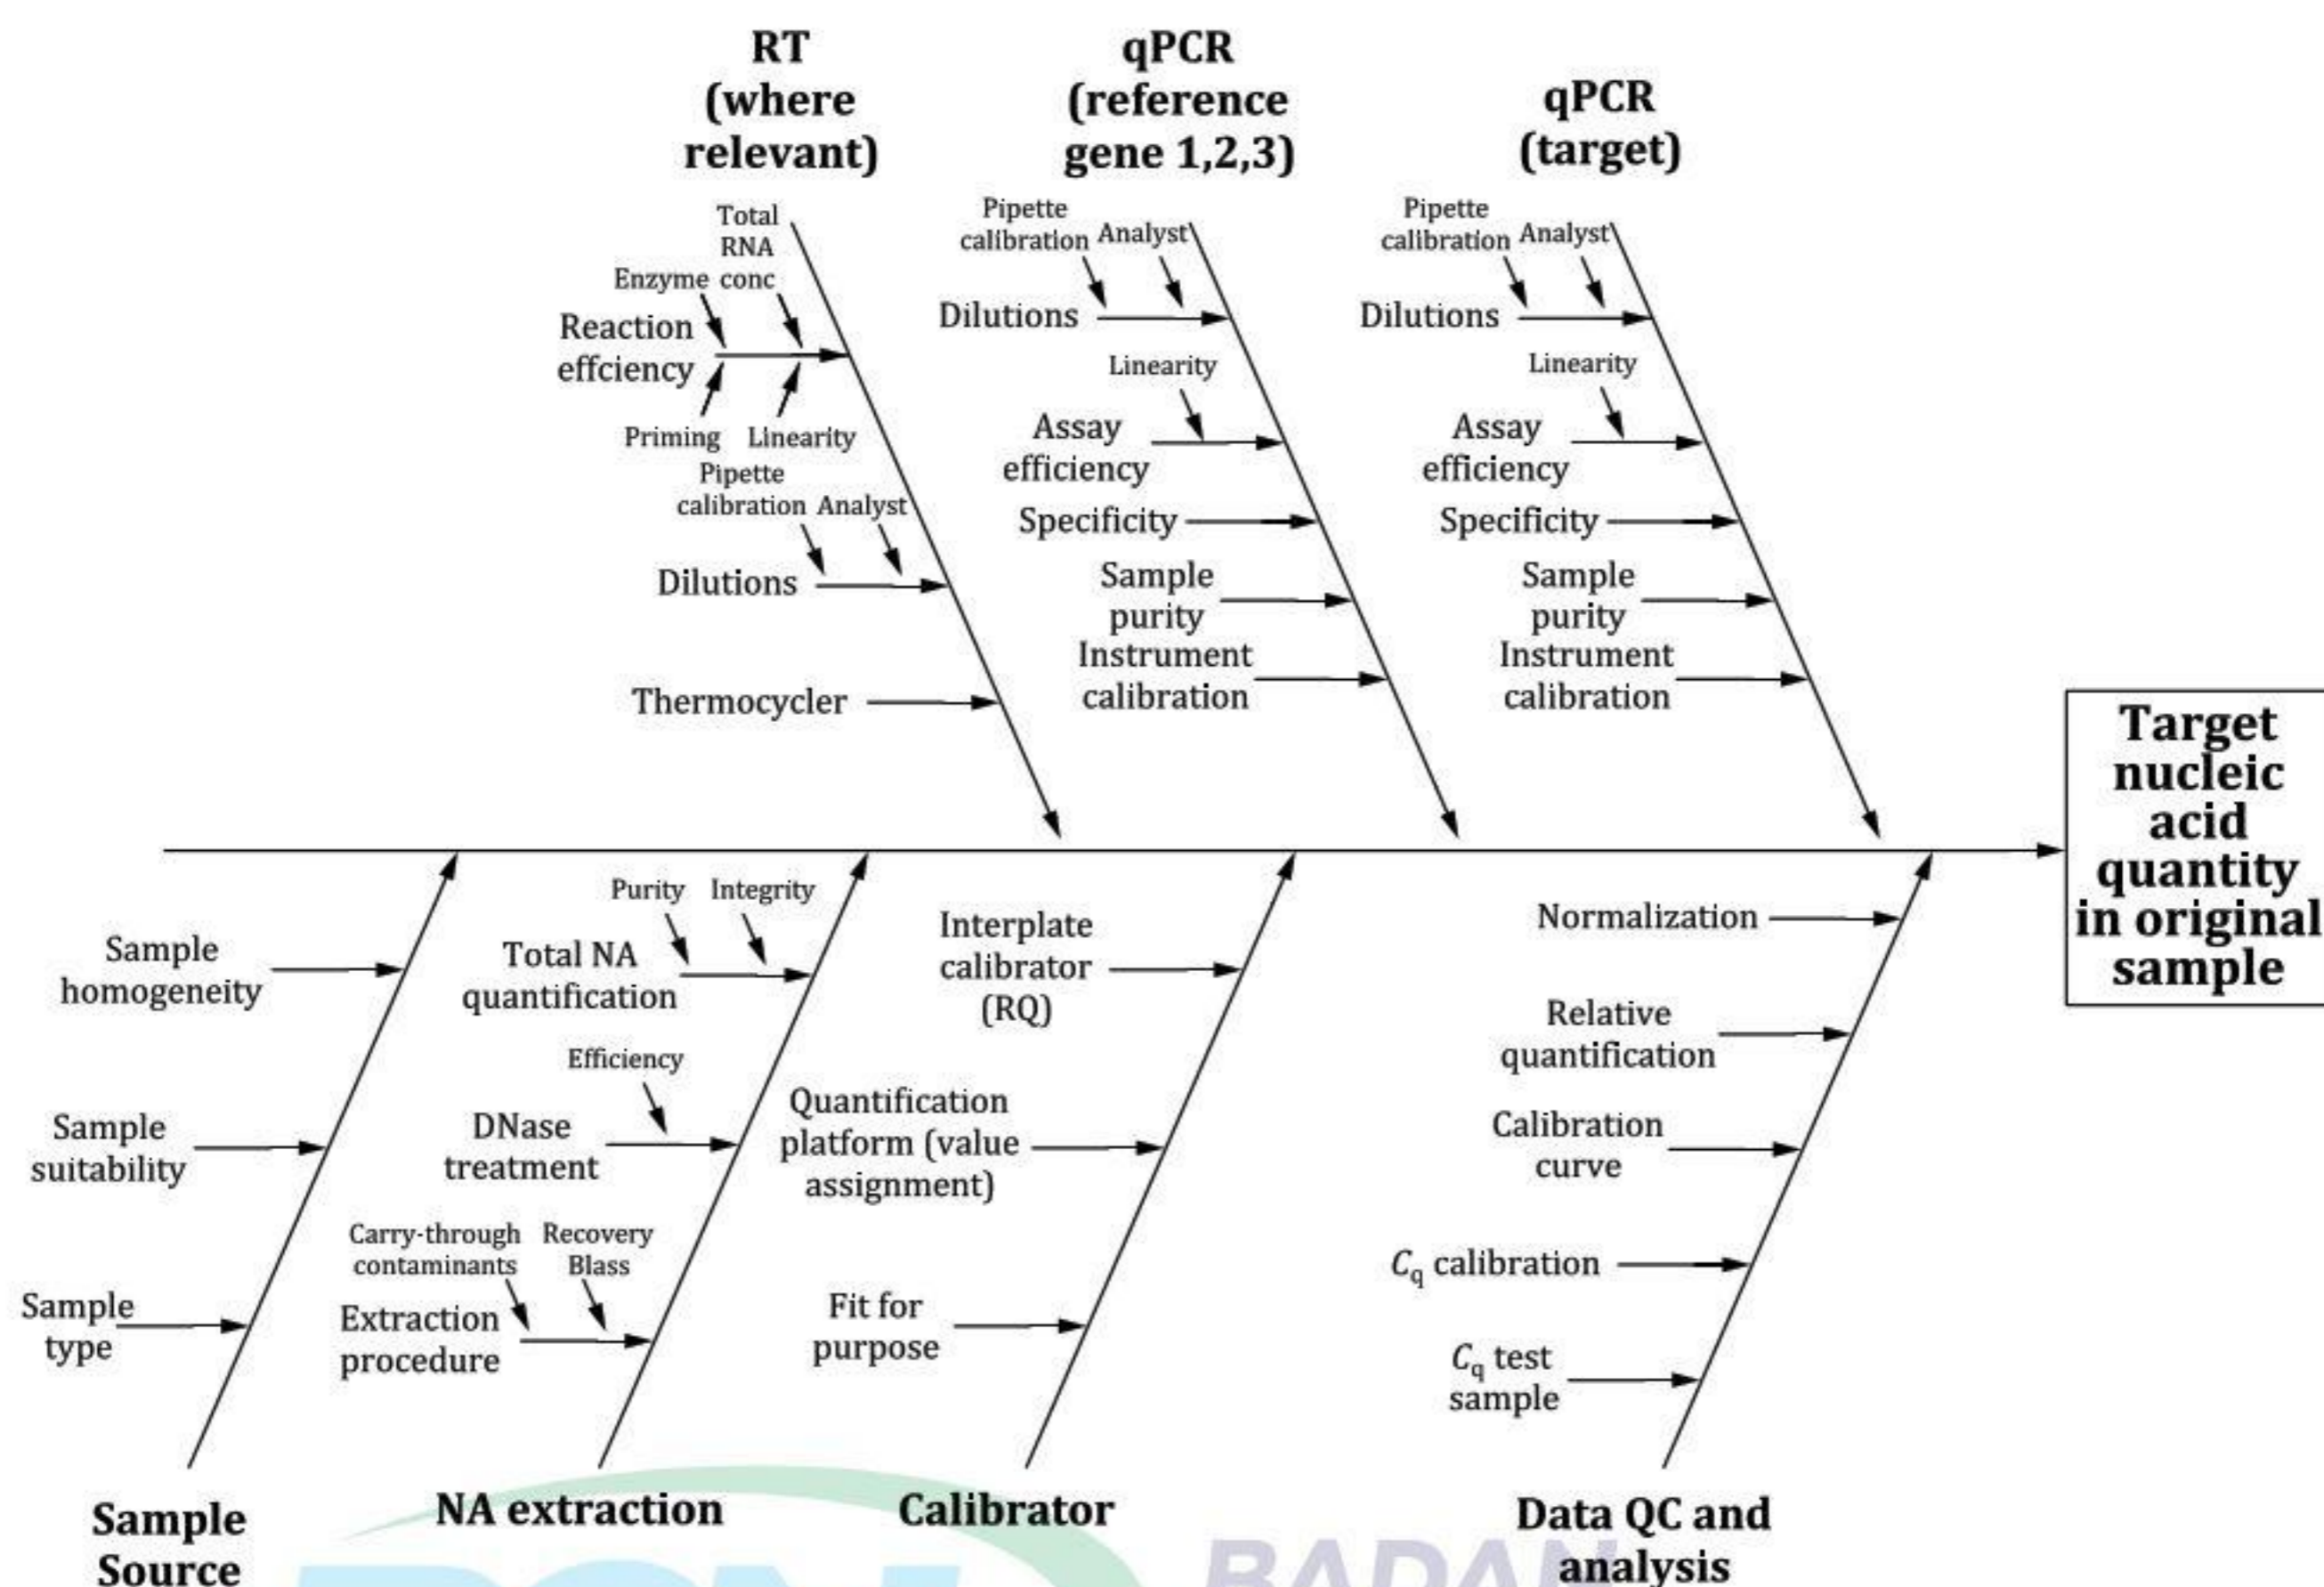 RT
(where
relevant)
Total
RNA
Enzyme conc
Reaction
effciency
Priming Linearity
Pipette
calibration Analyst
Dilutions
Thermocycler
qPCR
(reference
gene 1,2,3)
Pipette
calibration Analyst
Dilutions
Linearity
Assay
efficiency
Specificity
Sample
purity
Instrument
calibration
qPCR
(target)
Pipette
calibration Analyst
Dilutions
Linearity
Assay
efficiency
Specificity
Sample
purity
Instrument
calibration
Target
nucleic
acid
quantity
in original
sample
Sample
homogeneity
Sample
suitability
Sample
type
Sample
Source
Purity Integrity
Total NA
quantification
Efficiency
DNase
treatment
Carry-through Recovery
contaminants Blass
Extraction
procedure
NA extraction
Interplate
calibrator
(RQ)
Quantification
platform (value
assignment)
Fit for
purpose
Calibrator
Normalization
Relative
quantification
Calibration
curve
Cq calibration
Cq test
sample
Data QC and
analysis
BADAN